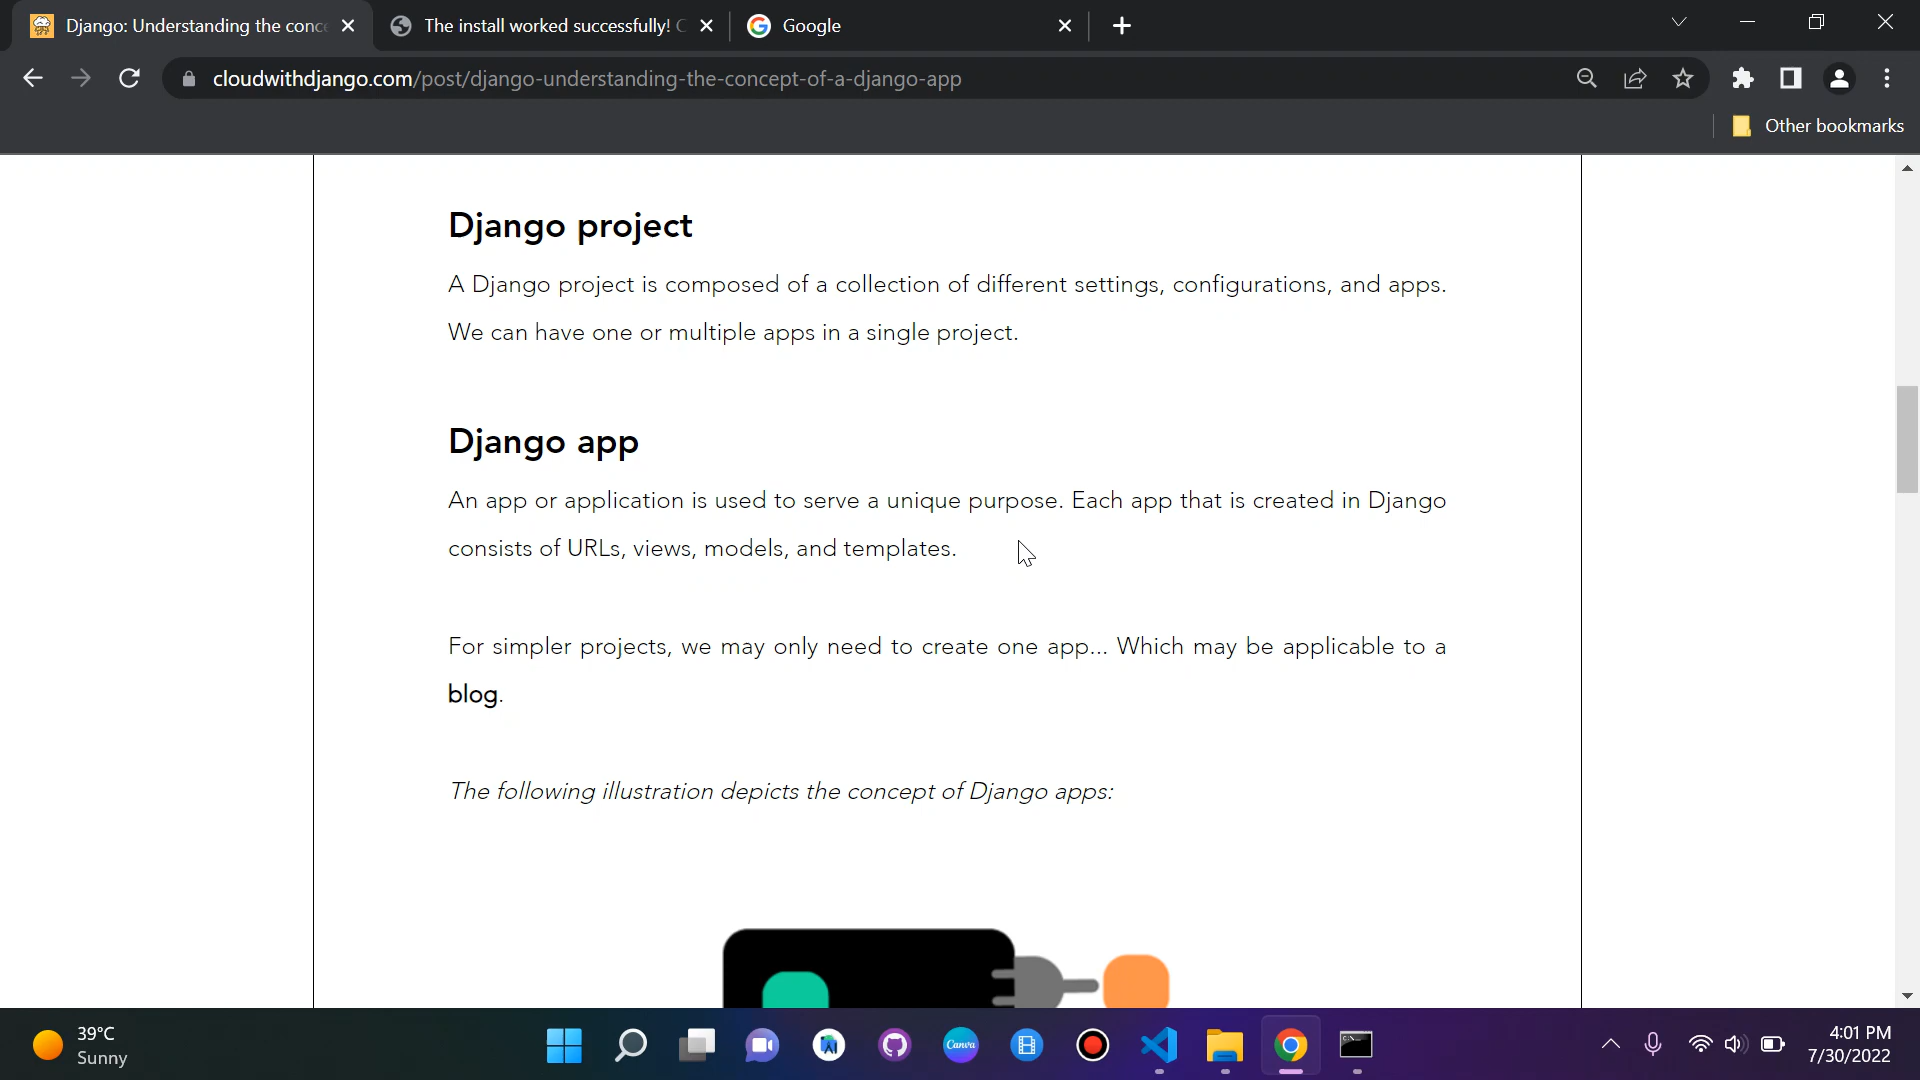 Django: Understanding the conc
The install worked successfully! C
Google
cloudwithdjango.com/post/django-understanding-the-concept-of-a-django-app
Other bookmarks
Django project
A Django project is composed of a collection of different settings, configurations, and apps.
We can have one or multiple apps in a single project.
Django app
An app or application is used to serve a unique purpose. Each app that is created in Django
consists of URLs, views, models, and templates.
For simpler projects, we may only need to create one app... Which may be applicable to a
blog.
The following illustration depicts the concept of Django apps:
39°C
Sunny
Canva
4:01 PM
7/30/2022